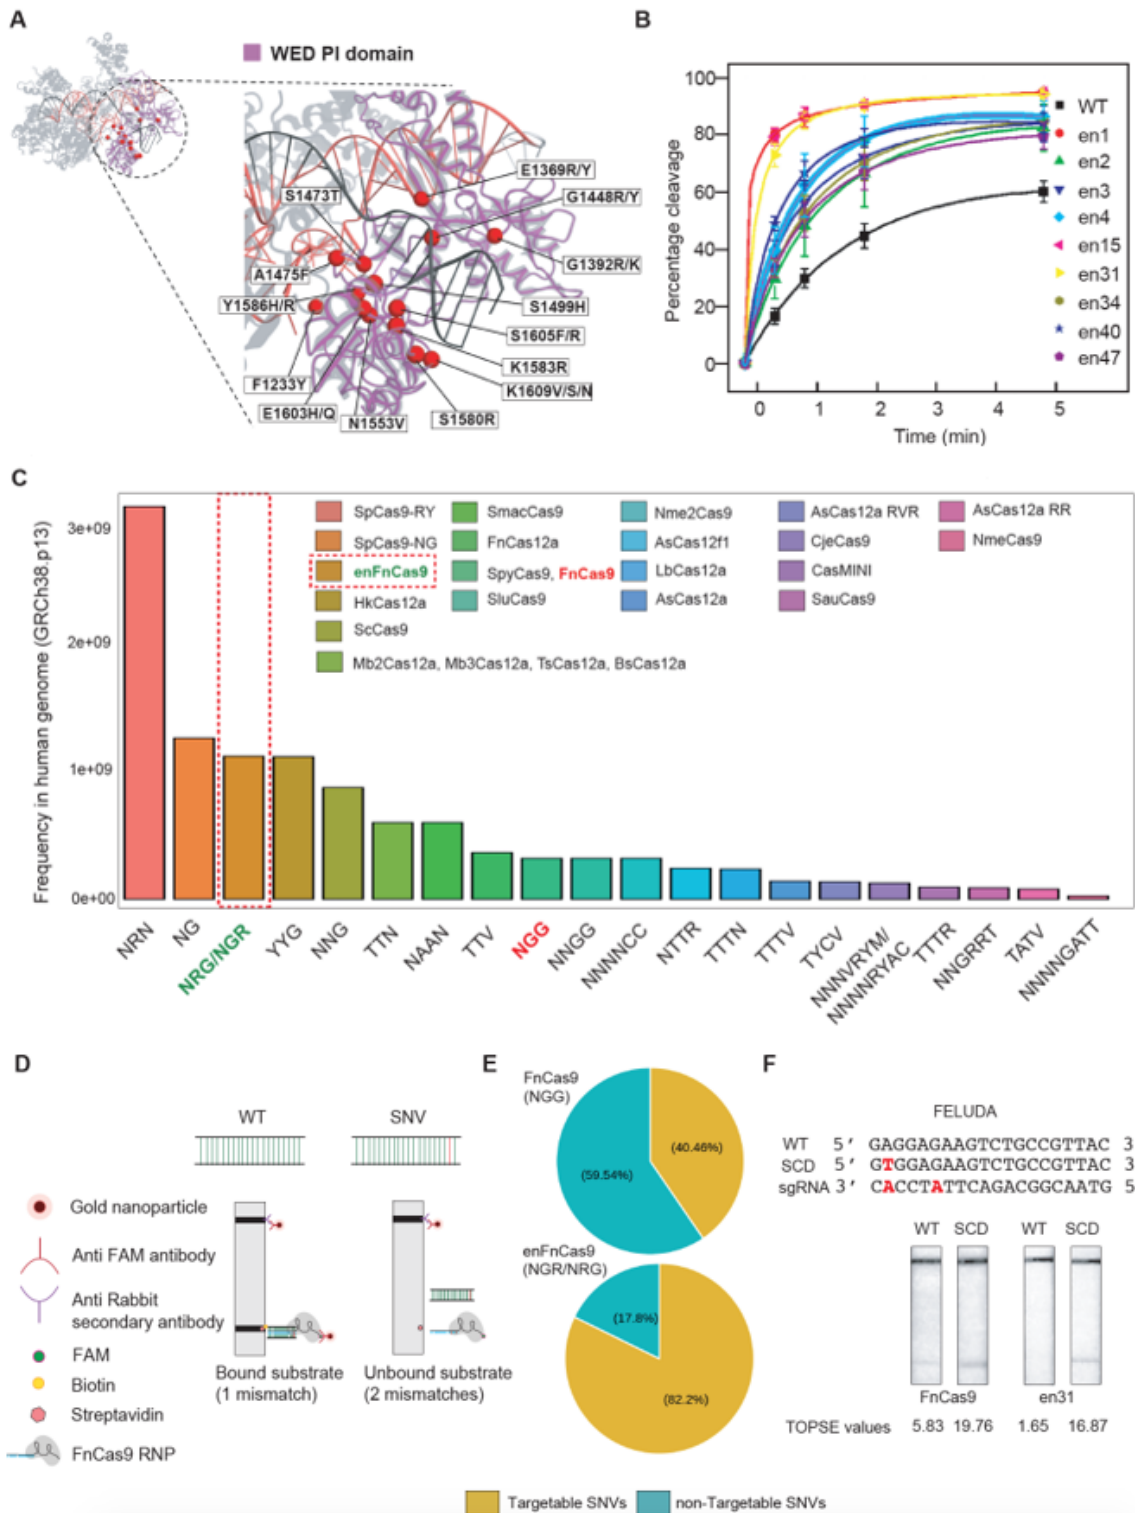 A
WED PI domain
E1369R/Y
S1473T
G1448R/Y
A1475F
G1392R/K
Y1586H/R
S1499H
S1605F/R
K1583R
F1233Y
K1609V/S/N
E1603H/Q
N1553V
S1580R
B
Percentage cleavage
100
80
60
40
20
0
0 1 2 3 4 5
Time (min)
WT
en1
en2
en3
en4
en15
en31
en34
en40
en47
C
Frequency in human genome (GRCh38.p13)
3e+09
2e+09
1e+09
0e+00
SpCas9-RY
SpCas9-NG
enFnCas9
HkCas12a
ScCas9
Mb2Cas12a, Mb3Cas12a, TsCas12a, BsCas12a
SmacCas9
FnCas12a
SpyCas9, FnCas9
SluCas9
Nme2Cas9
AsCas12f1
LbCas12a
AsCas12a
AsCas12a RVR
CjeCas9
CasMINI
SauCas9
AsCas12a RR
NmeCas9
NRN
NG
NRG/NGR
YYG
NNG
TTN
NAAN
TTV
NGG
NNGG
NNNNCC
NTTR
TTTN
TTTV
TYCV
NNNVRYM/
NNNNRYAC
TTTR
NNGRRT
TATV
NNNNGATT
D
WT SNV
Gold nanoparticle
Anti FAM antibody
Anti Rabbit
secondary antibody
FAM
Biotin
Streptavidin
FnCas9 RNP
Bound substrate
(1 mismatch)
Unbound substrate
(2 mismatches)
E
FnCas9
(NGG)
(40.46%)
(59.54%)
enFnCas9
(NGR/NRG)
(17.8%)
(82.2%)
F
FELUDA
WT 5' GAGGAGAAGTCTGCCGTTAC 3
SCD 5' GTGGAGAAGTCTGCCGTTAC 3
sgRNA 3' CACCTATTCAGACGGCAATG 5
WT SCD WT SCD
FnCas9 en31
TOPSE values 5.83 19.76 1.65 16.87
Targetable SNVs non-Targetable SNVs